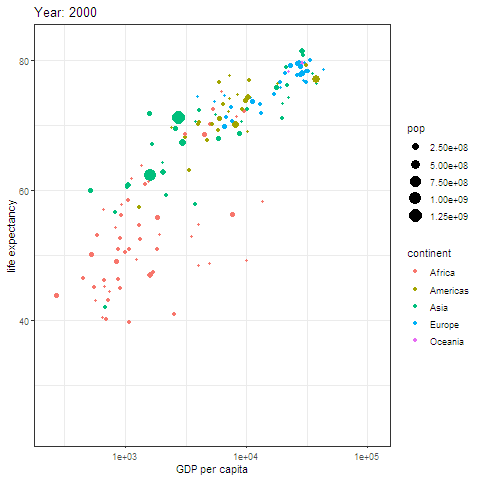 Year: 2000
life expectancy
80
60
40
1e+03
1e+04
1e+05
GDP per capita
pop
2.50e+08
5.00e+08
7.50e+08
1.00e+09
1.25e+09
continent
Africa
Americas
Asia
Europe
Oceania